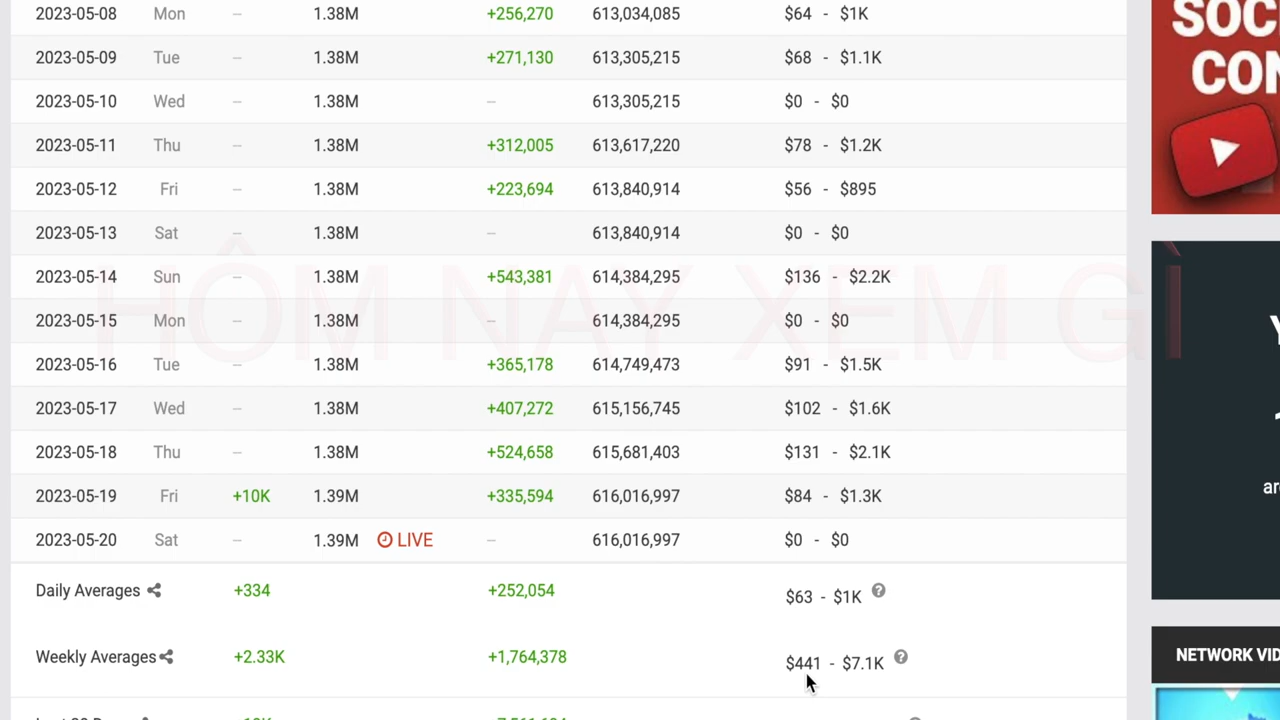 2023-05-08 Mon -- 1.38M +256,270 613,034,085 $64 - $1K
2023-05-09 Tue -- 1.38M +271,130 613,305,215 $68 - $1.1K
2023-05-10 Wed -- 1.38M -- 613,305,215 $0 - $0
2023-05-11 Thu -- 1.38M +312,005 613,617,220 $78 - $1.2K
2023-05-12 Fri -- 1.38M +223,694 613,840,914 $56 - $895
2023-05-13 Sat -- 1.38M -- 613,840,914 $0 - $0
2023-05-14 Sun -- 1.38M +543,381 614,384,295 $136 - $2.2K
2023-05-15 Mon -- 1.38M -- 614,384,295 $0 - $0
2023-05-16 Tue -- 1.38M +365,178 614,749,473 $91 - $1.5K
2023-05-17 Wed -- 1.38M +407,272 615,156,745 $102 - $1.6K
2023-05-18 Thu -- 1.38M +524,658 615,681,403 $131 - $2.1K
2023-05-19 Fri +10K 1.39M +335,594 616,016,997 $84 - $1.3K
2023-05-20 Sat -- 1.39M LIVE -- 616,016,997 $0 - $0
Daily Averages +334 +252,054 $63 - $1K
Weekly Averages +2.33K +1,764,378 $441 - $7.1K
HÔM NAY XEM GÌ
SOC
CON
NETWORK VID